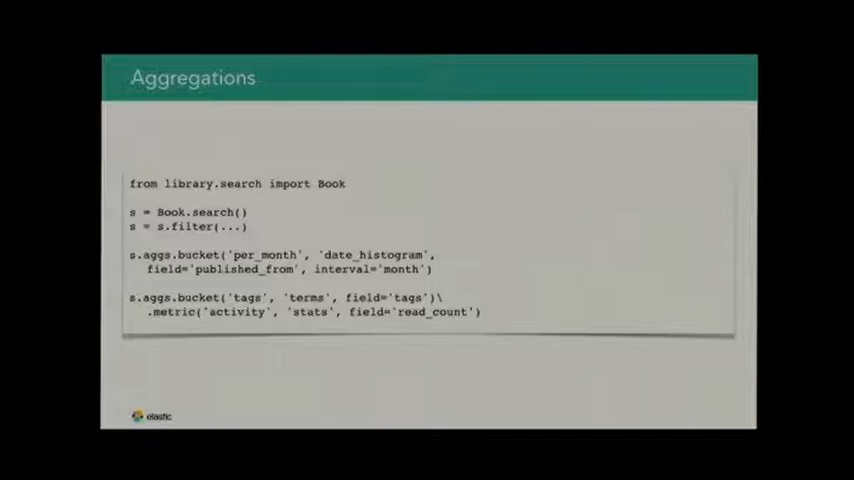 Aggregations
from library.search import Book
s = Book.search()
s = s.filter(...)
s.aggs.bucket('per_month', 'date_histogram',
field='published_from', interval='month')
s.aggs.bucket('tags', 'terms', field='tags')\
.metric('activity', 'stats', field='read_count')
elastic